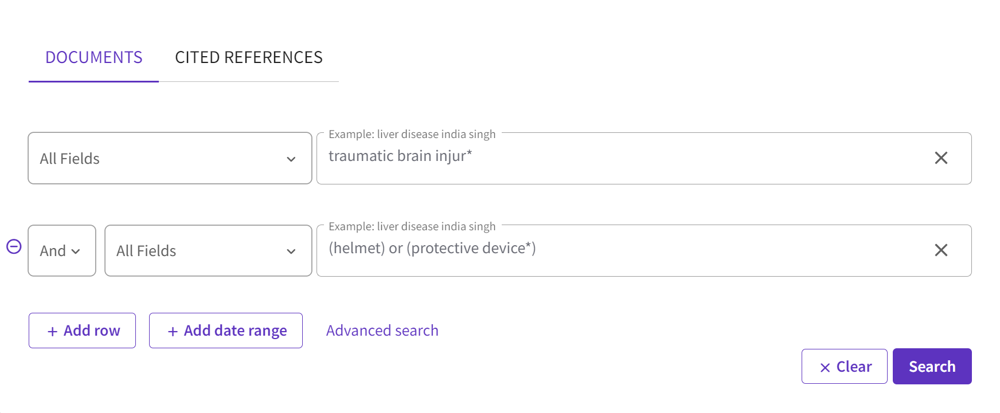 DOCUMENTS CITED REFERENCES
Example: liver disease india singh
All Fields traumatic brain injur*
Example: liver disease india singh
And All Fields (helmet) or (protective device*)
+ Add row + Add date range Advanced search
× Clear Search